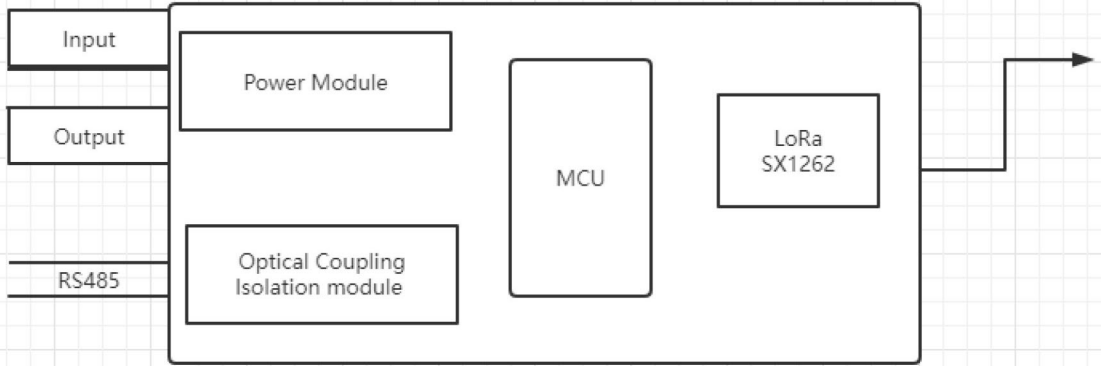 Input
Power Module
Output
MCU
LoRa
SX1262
RS485
Optical Coupling
Isolation module